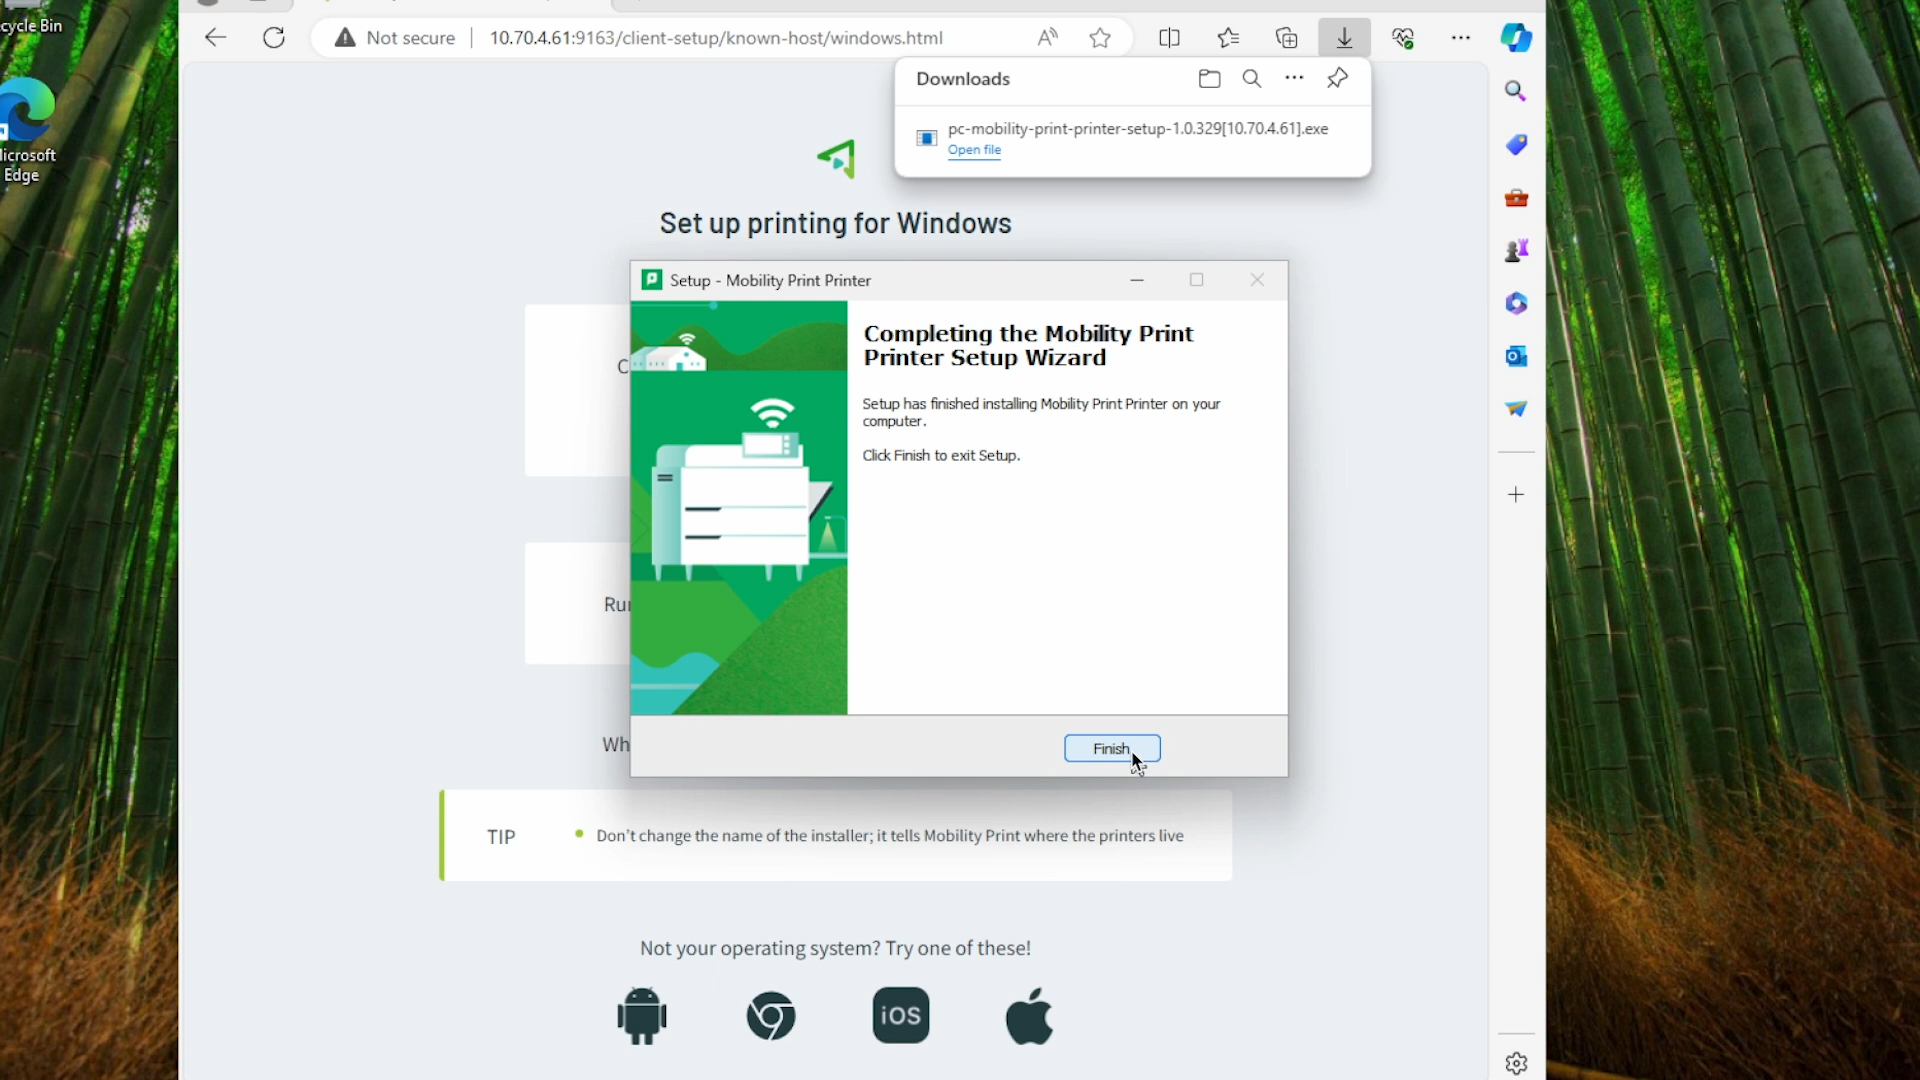 cycle Bin
icrosoft
Edge
Not secure
10.70.4.61:9163/client-setup/known-host/windows.html
Downloads
pc-mobility-print-printer-setup-1.0.329[10.70.4.61].exe
Open file
Set up printing for Windows
Setup - Mobility Print Printer
Completing the Mobility Print
Printer Setup Wizard
Setup has finished installing Mobility Print Printer on your
computer.
Click Finish to exit Setup.
C
Ru
Wh
Finish
TIP
Don't change the name of the installer; it tells Mobility Print where the printers live
Not your operating system? Try one of these!
iOS